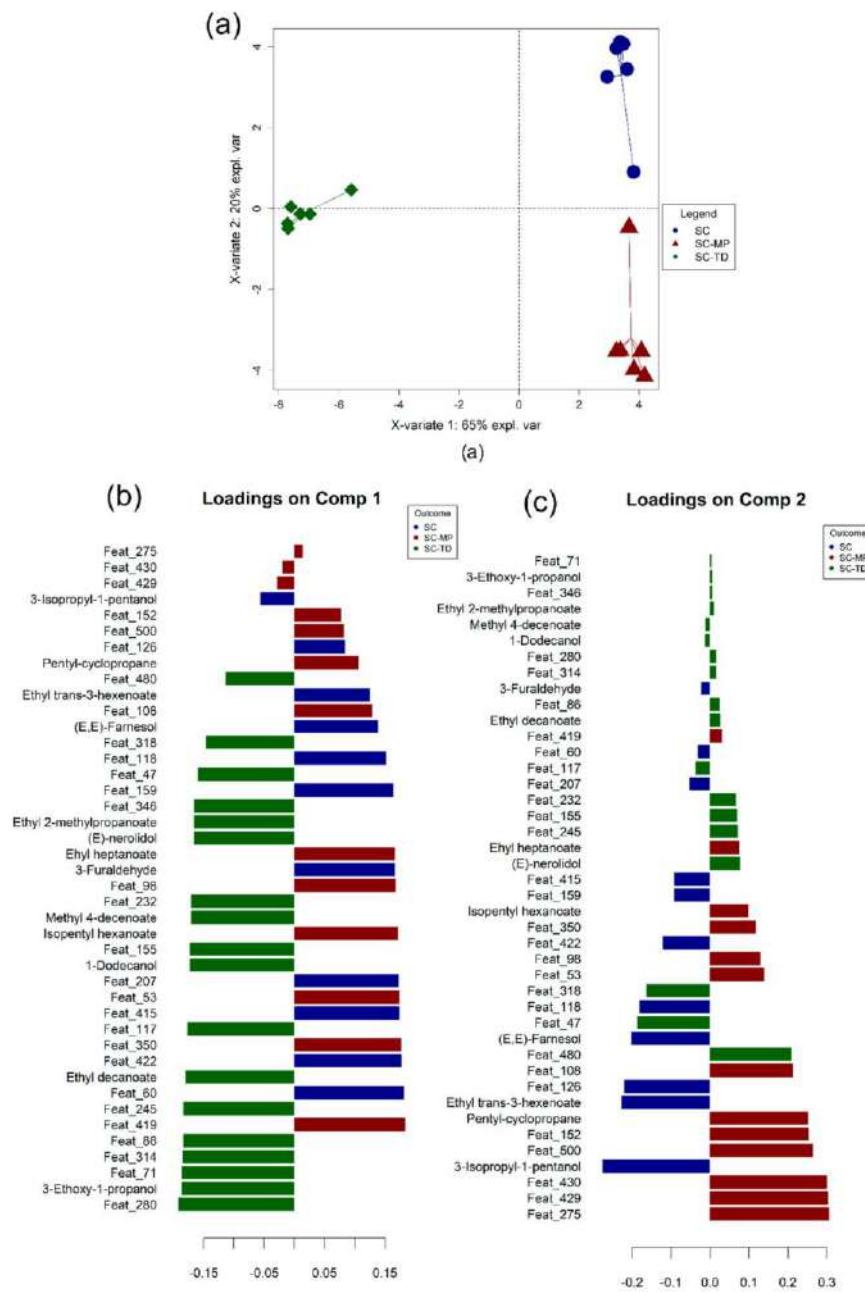 (a)
4
2
0
-2
-4
X-variate 2: 20% expl. var
-8
-6
-4
-2
0
2
4
X-variate 1: 65% expl. var
Legend
SC
SC-MP
SC-TD
(a)
(b)
Loadings on Comp 1
Outcome
SC
SC-MP
SC-TD
Feat_275
Feat_430
Feat_429
3-Isopropyl-1-pentanol
Feat_152
Feat_500
Feat_126
Pentyl-cyclopropane
Feat_480
Ethyl trans-3-hexenoate
Feat_108
(E,E)-Farnesol
Feat_318
Feat_118
Feat_47
Feat_159
Feat_346
Ethyl 2-methylpropanoate
(E)-nerolidol
Ehyl heptanoate
3-Furaldehyde
Feat_98
Feat_232
Methyl 4-decenoate
Isopentyl hexanoate
Feat_155
1-Dodecanol
Feat_207
Feat_53
Feat_415
Feat_117
Feat_350
Feat_422
Ethyl decanoate
Feat_60
Feat_245
Feat_419
Feat_86
Feat_314
Feat_71
3-Ethoxy-1-propanol
Feat_280
-0.15
-0.05
0.05
0.15
(c)
Loadings on Comp 2
Outcome
SC
SC-MP
SC-TD
Feat_71
3-Ethoxy-1-propanol
Feat_346
Ethyl 2-methylpropanoate
Methyl 4-decenoate
1-Dodecanol
Feat_280
Feat_314
3-Furaldehyde
Feat_86
Ethyl decanoate
Feat_419
Feat_60
Feat_117
Feat_207
Feat_232
Feat_155
Feat_245
Ehyl heptanoate
(E)-nerolidol
Feat_415
Feat_159
Isopentyl hexanoate
Feat_350
Feat_422
Feat_98
Feat_53
Feat_318
Feat_118
Feat_47
(E,E)-Farnesol
Feat_480
Feat_108
Feat_126
Ethyl trans-3-hexenoate
Pentyl-cyclopropane
Feat_152
Feat_500
3-Isopropyl-1-pentanol
Feat_430
Feat_429
Feat_275
-0.2
-0.1
0.0
0.1
0.2
0.3